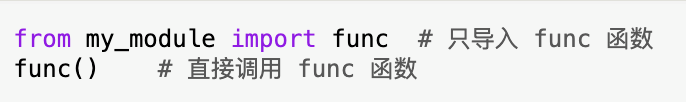 from my_module import func  # 只导入 func 函数
func()    # 直接调用 func 函数